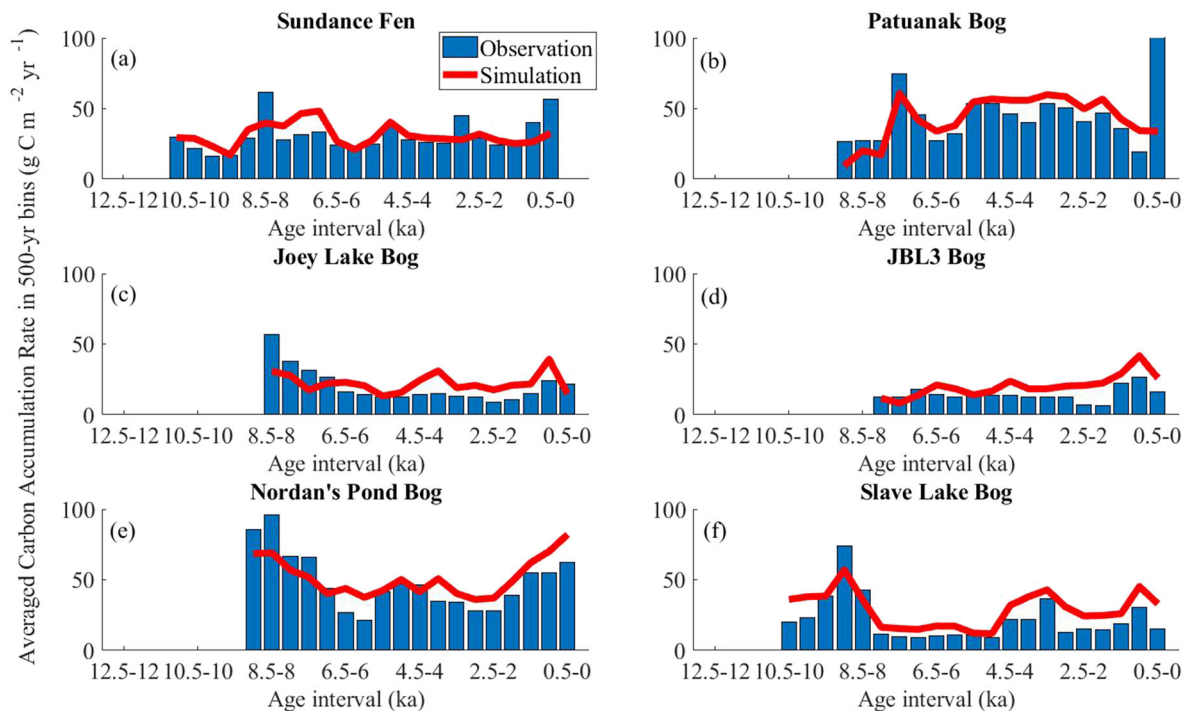 Averaged Carbon Accumulation Rate in 500-yr bins (g C m⁻² yr⁻¹)
Sundance Fen
(a)
Observation
Simulation
100
50
0
12.5-12 10.5-10 8.5-8 6.5-6 4.5-4 2.5-2 0.5-0
Age interval (ka)
Patuanak Bog
(b)
100
50
0
12.5-12 10.5-10 8.5-8 6.5-6 4.5-4 2.5-2 0.5-0
Age interval (ka)
Joey Lake Bog
(c)
100
50
0
12.5-12 10.5-10 8.5-8 6.5-6 4.5-4 2.5-2 0.5-0
Age interval (ka)
JBL3 Bog
(d)
100
50
0
12.5-12 10.5-10 8.5-8 6.5-6 4.5-4 2.5-2 0.5-0
Age interval (ka)
Nordan's Pond Bog
(e)
100
50
0
12.5-12 10.5-10 8.5-8 6.5-6 4.5-4 2.5-2 0.5-0
Age interval (ka)
Slave Lake Bog
(f)
100
50
0
12.5-12 10.5-10 8.5-8 6.5-6 4.5-4 2.5-2 0.5-0
Age interval (ka)